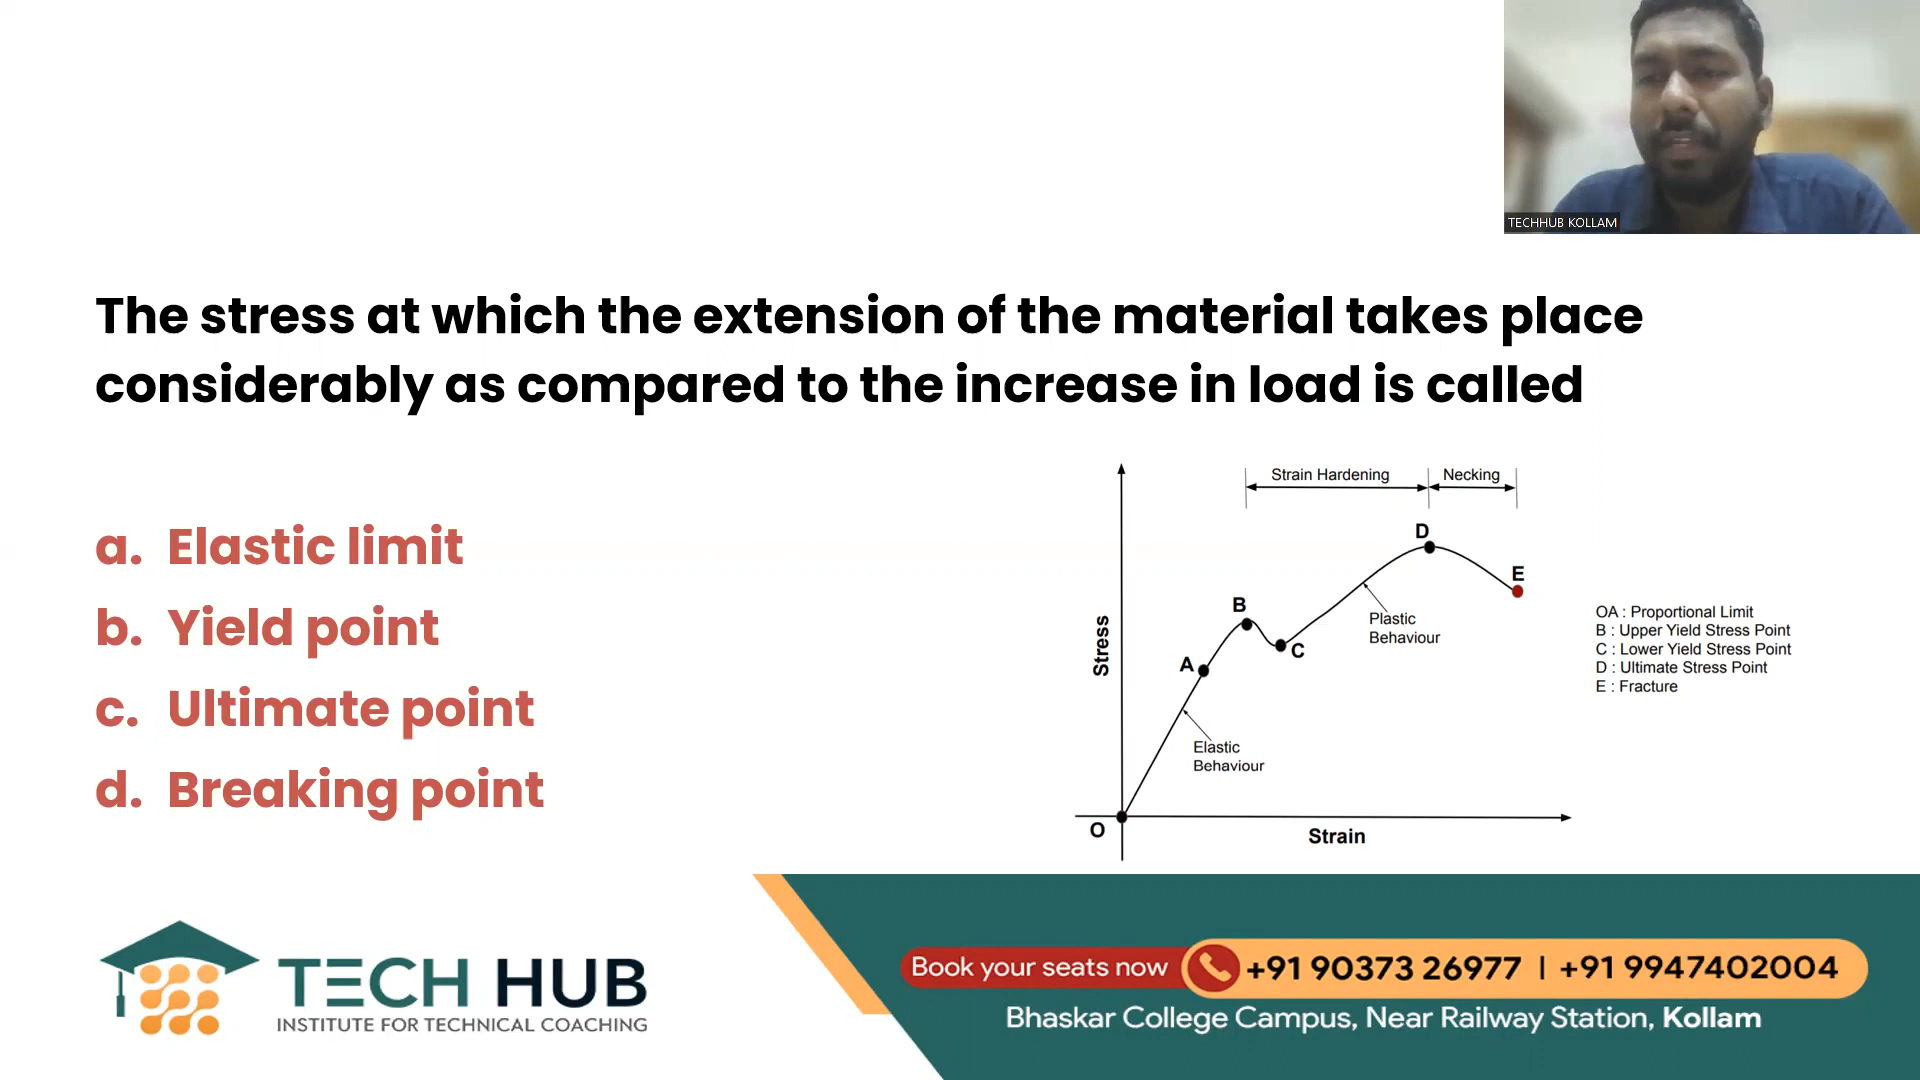 TECHHUB KOLLAM
The stress at which the extension of the material takes place
considerably as compared to the increase in load is called
a. Elastic limit
b. Yield point
c. Ultimate point
d. Breaking point
Strain Hardening
Necking
D
E
B
A
C
Plastic
Behaviour
Stress
Elastic
Behaviour
O
Strain
OA : Proportional Limit
B : Upper Yield Stress Point
C : Lower Yield Stress Point
D : Ultimate Stress Point
E : Fracture
TECH HUB
INSTITUTE FOR TECHNICAL COACHING
Book your seats now
+91 90373 26977 | +91 9947402004
Bhaskar College Campus, Near Railway Station, Kollam